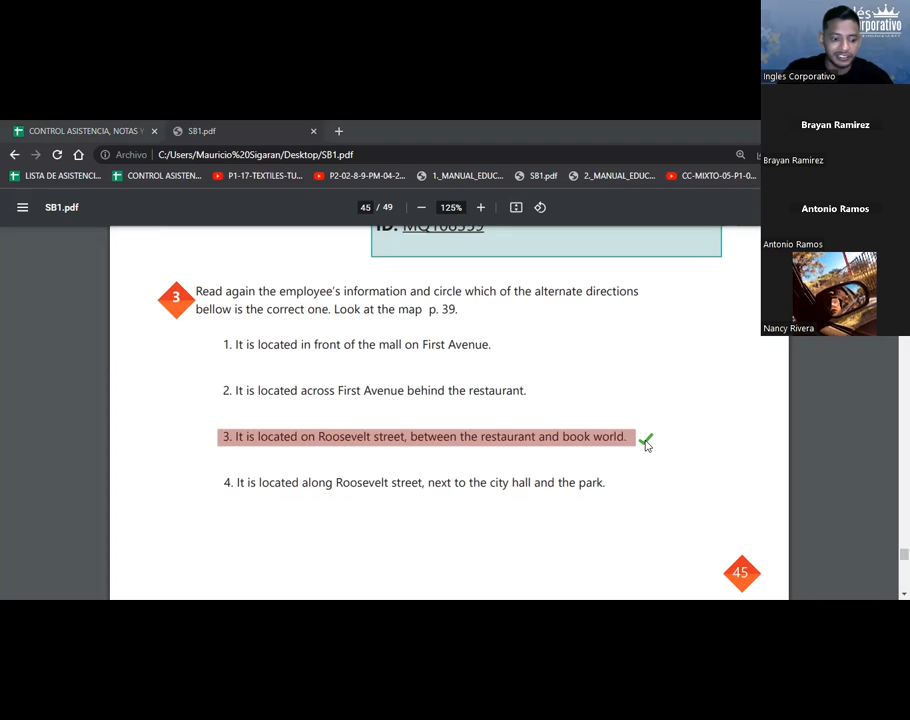 és
Corporativo
Ingles Corporativo
Brayan Ramirez
Brayan Ramirez
Antonio Ramos
Antonio Ramos
Nancy Rivera
CONTROL ASISTENCIA, NOTAS Y
SB1.pdf
Archivo
C:/Users/Mauricio%20Sigaran/Desktop/SB1.pdf
LISTA DE ASISTENCI...
CONTROL ASISTEN...
P1-17-TEXTILES-TU...
P2-02-8-9-PM-04-2...
1._MANUAL_EDUC...
SB1.pdf
2._MANUAL_EDUC...
CC-MIXTO-05-P1-0...
SB1.pdf
45 / 49
125%
3
Read again the employee's information and circle which of the alternate directions
bellow is the correct one. Look at the map p. 39.
1. It is located in front of the mall on First Avenue.
2. It is located across First Avenue behind the restaurant.
3. It is located on Roosevelt street, between the restaurant and book world.
4. It is located along Roosevelt street, next to the city hall and the park.
45